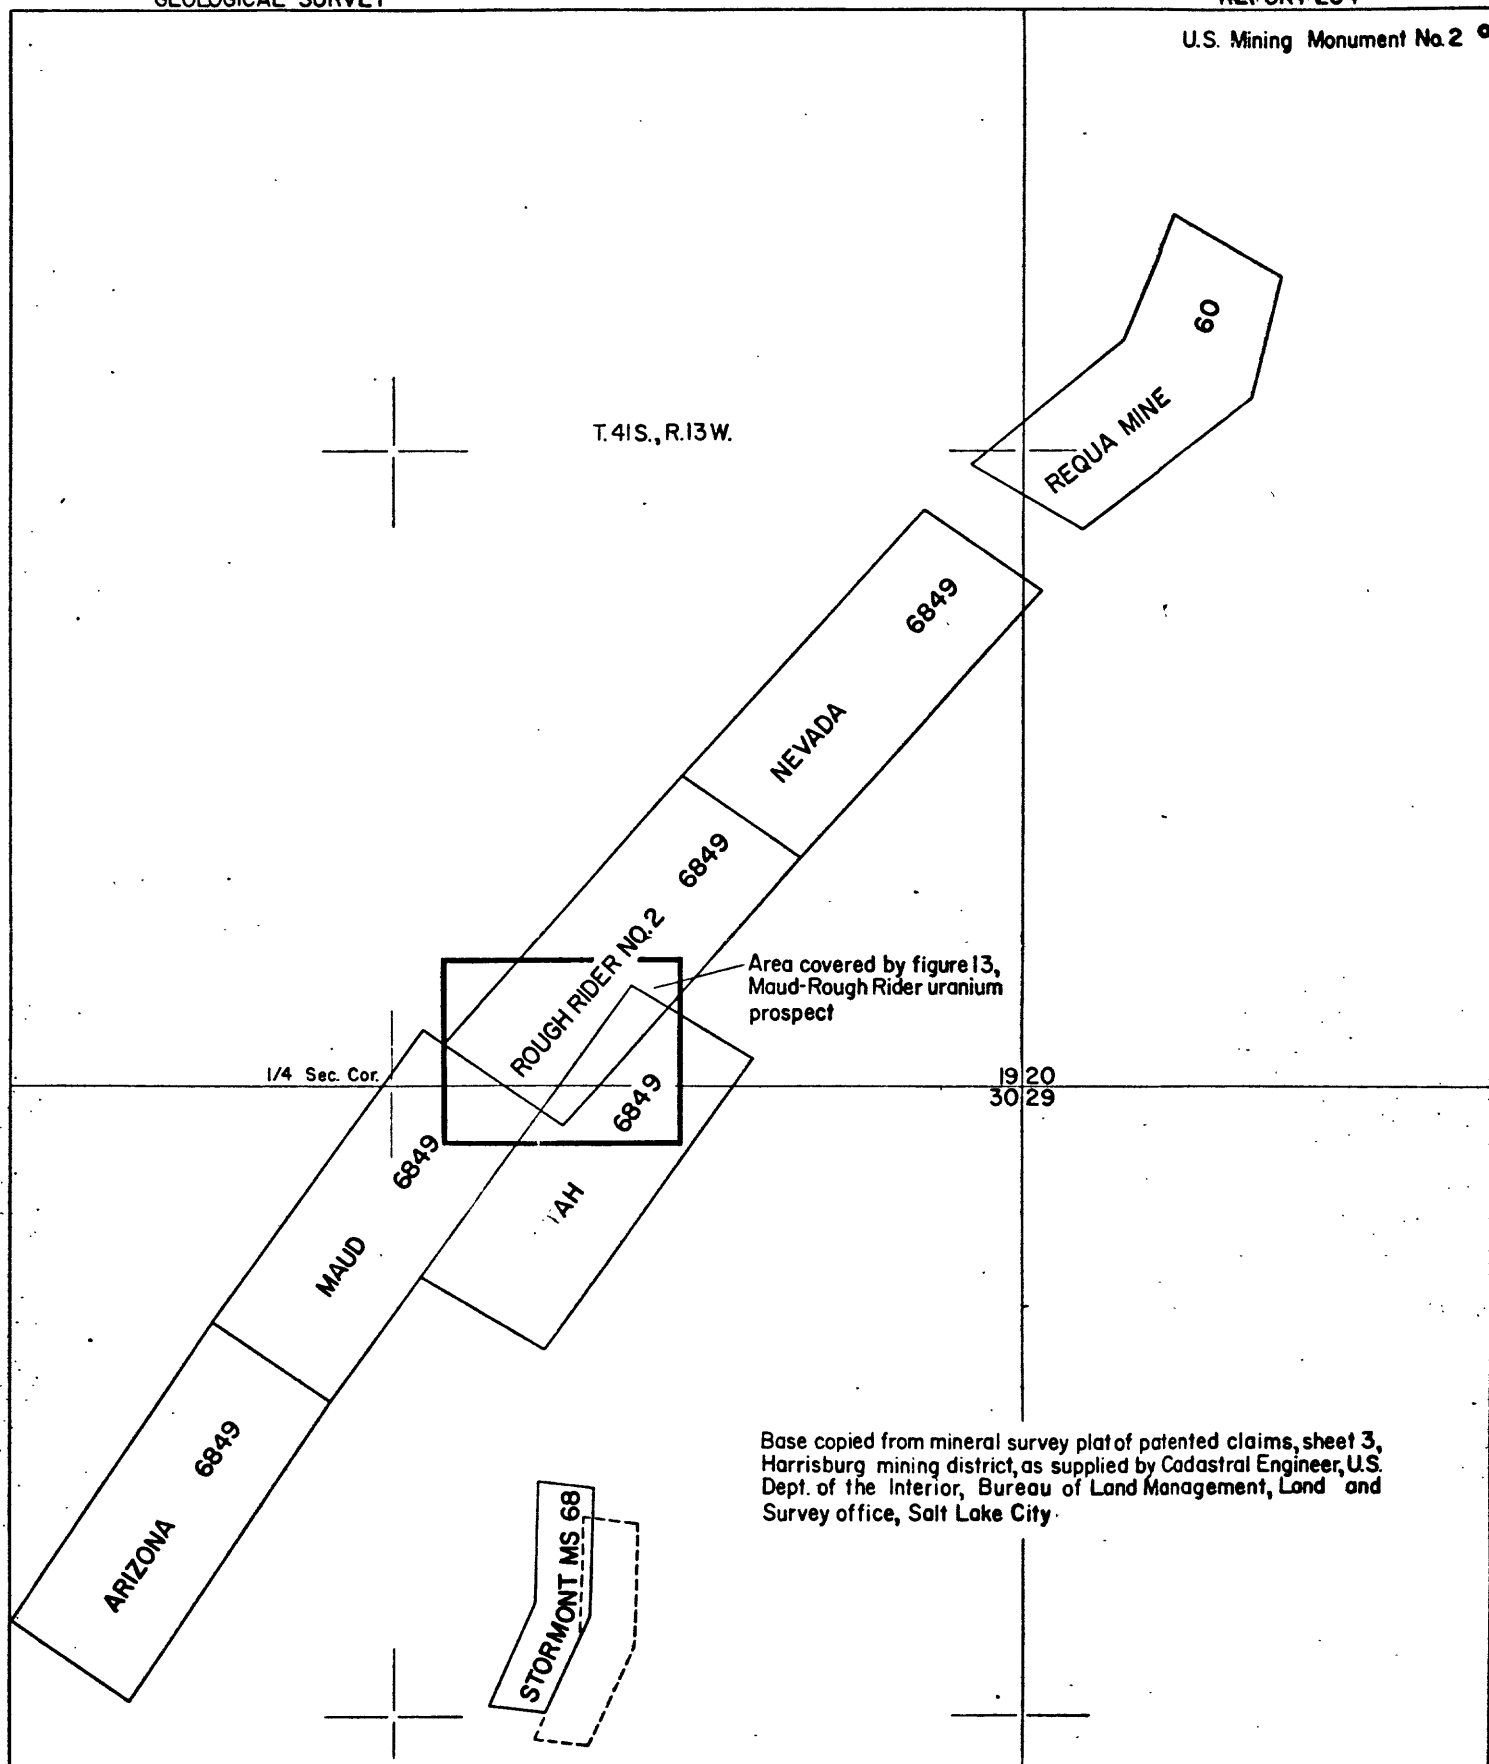 GEOLOGICAL SURVEY
U.S. Mining Monument No. 2
60
REQUA MINE
T. 41 S., R. 13 W.
6849
NEVADA
6849
ROUGH RIDER NO. 2
Area covered by figure 13,
Maud-Rough Rider uranium
prospect
1/4 Sec. Cor.
19 20
30 29
6849
6849
TAH
MAUD
6849
ARIZONA
STORMONT MS 68
Base copied from mineral survey plat of patented claims, sheet 3,
Harrisburg mining district, as supplied by Cadastral Engineer, U.S.
Dept. of the Interior, Bureau of Land Management, Land and
Survey office, Salt Lake City.